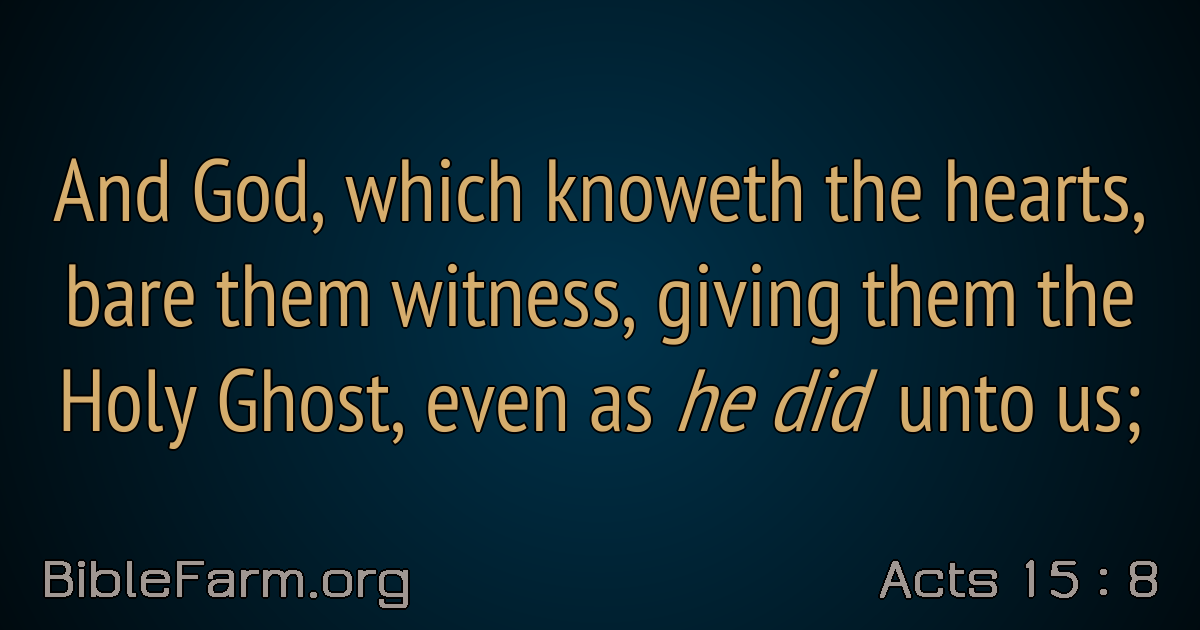 And God, which knoweth the hearts,
bare them witness, giving them the
Holy Ghost, even as he did unto us;
BibleFarm.org
Acts 15 : 8